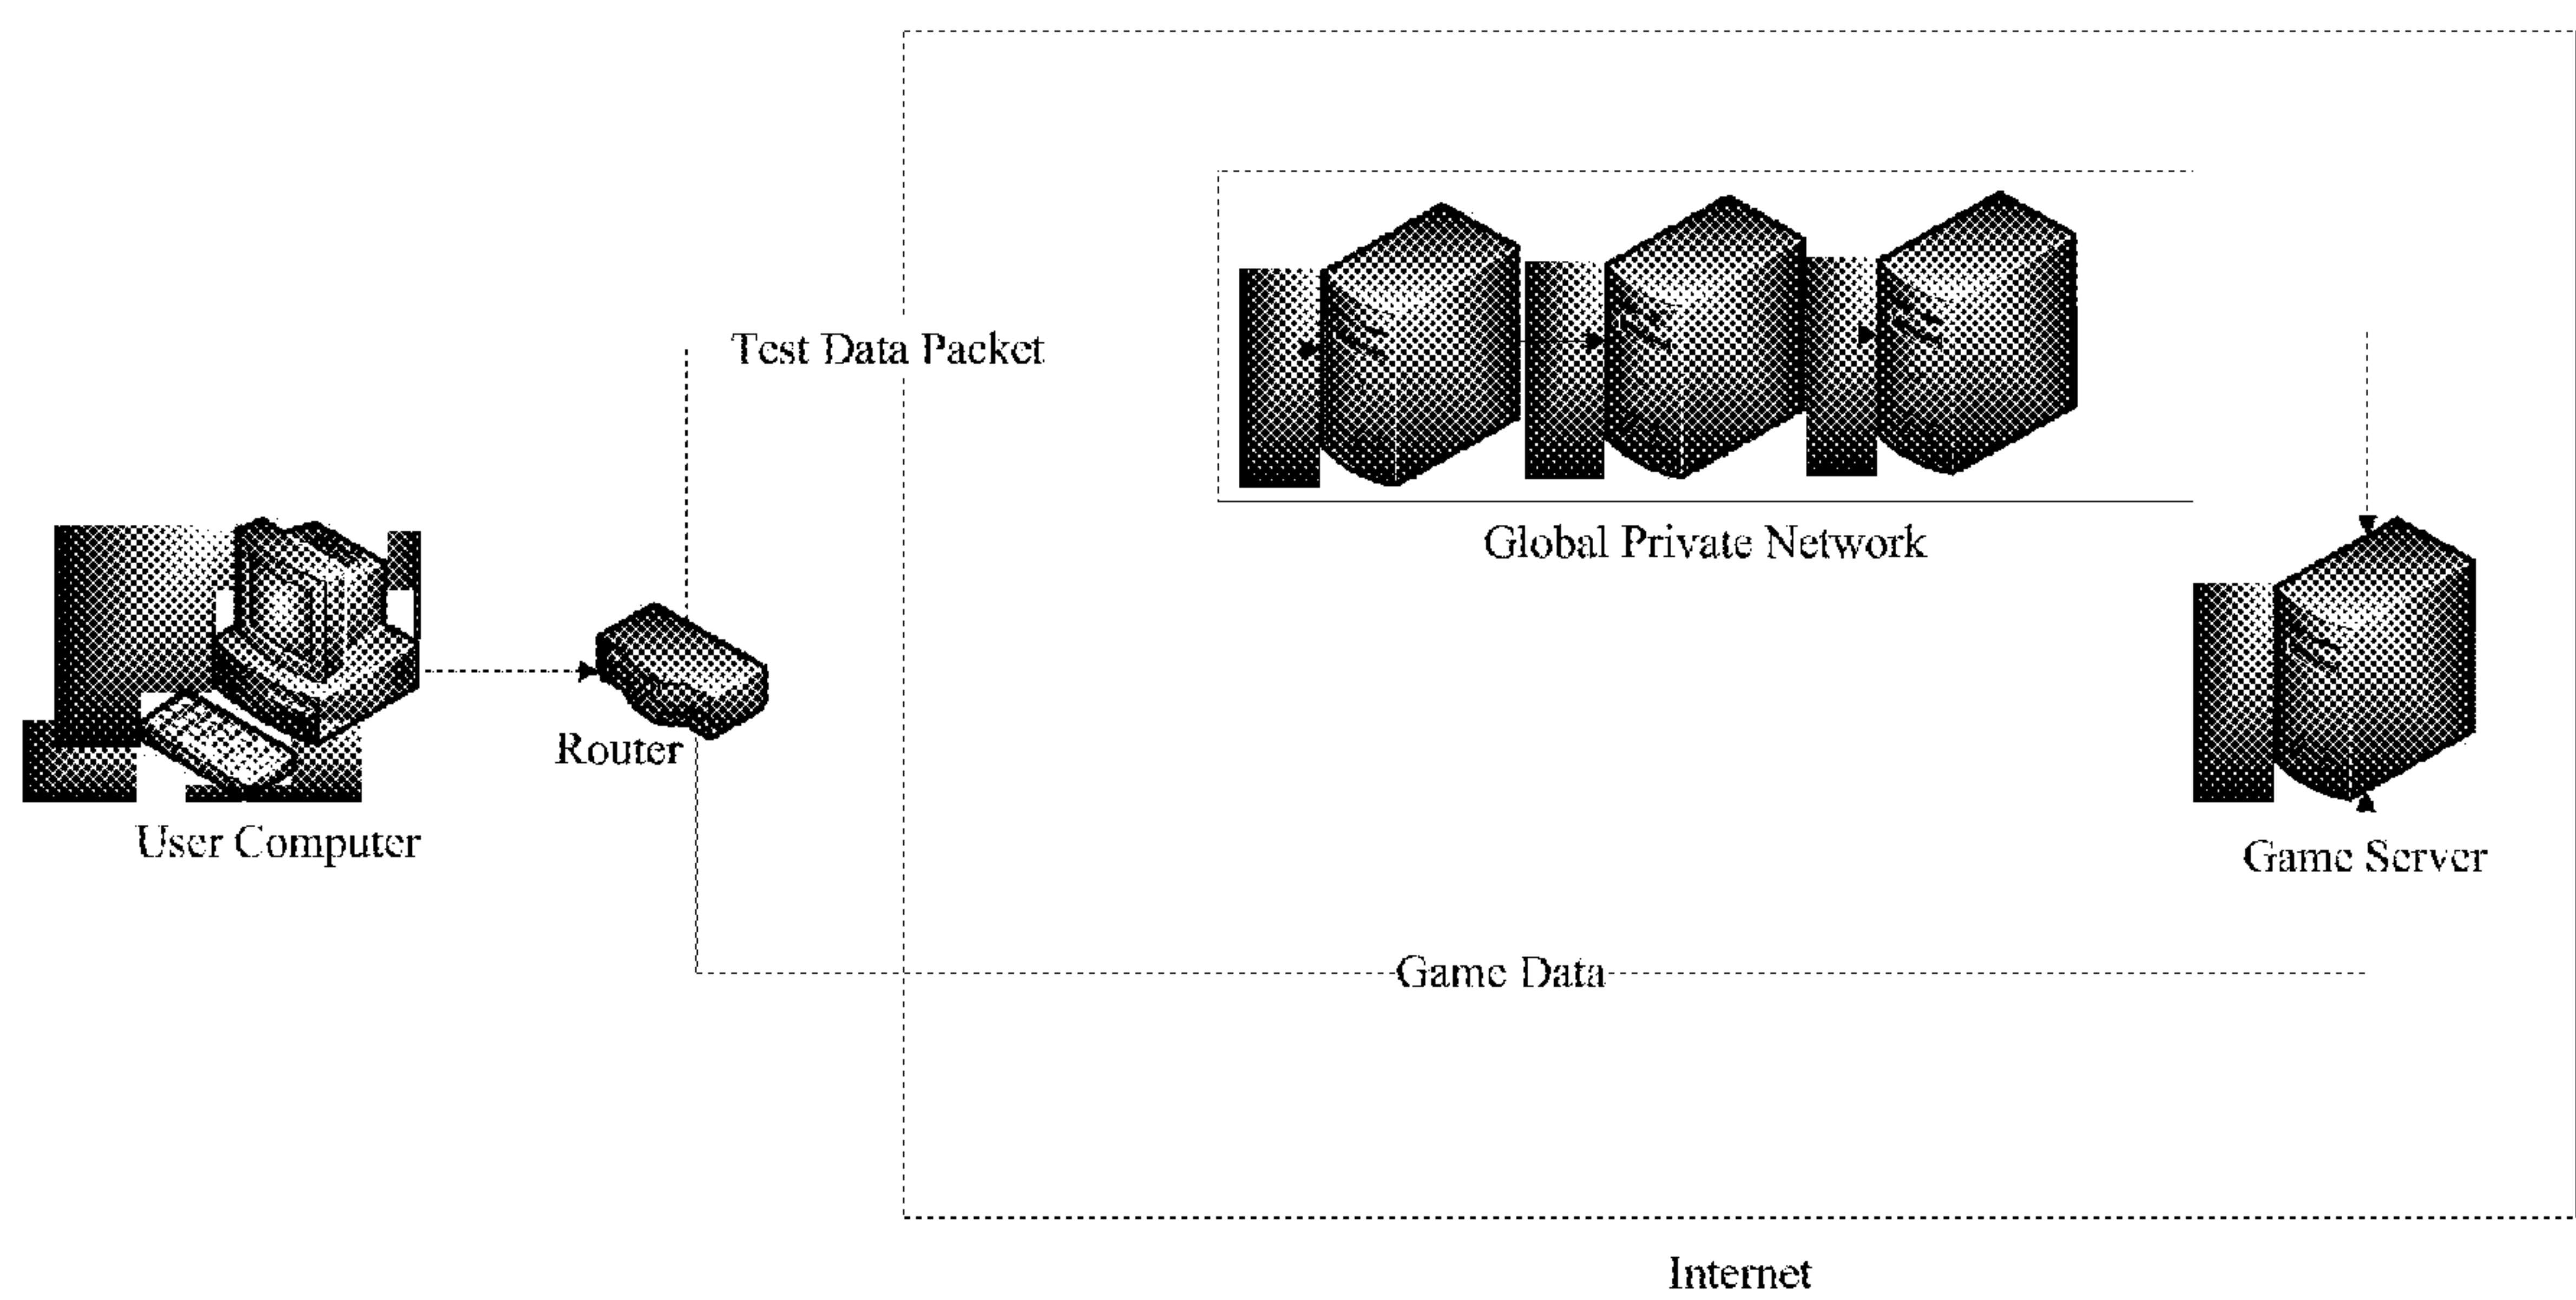 Test Data Packet
Global Private Network
Router
User Computer
Game Server
Game Data
Internet